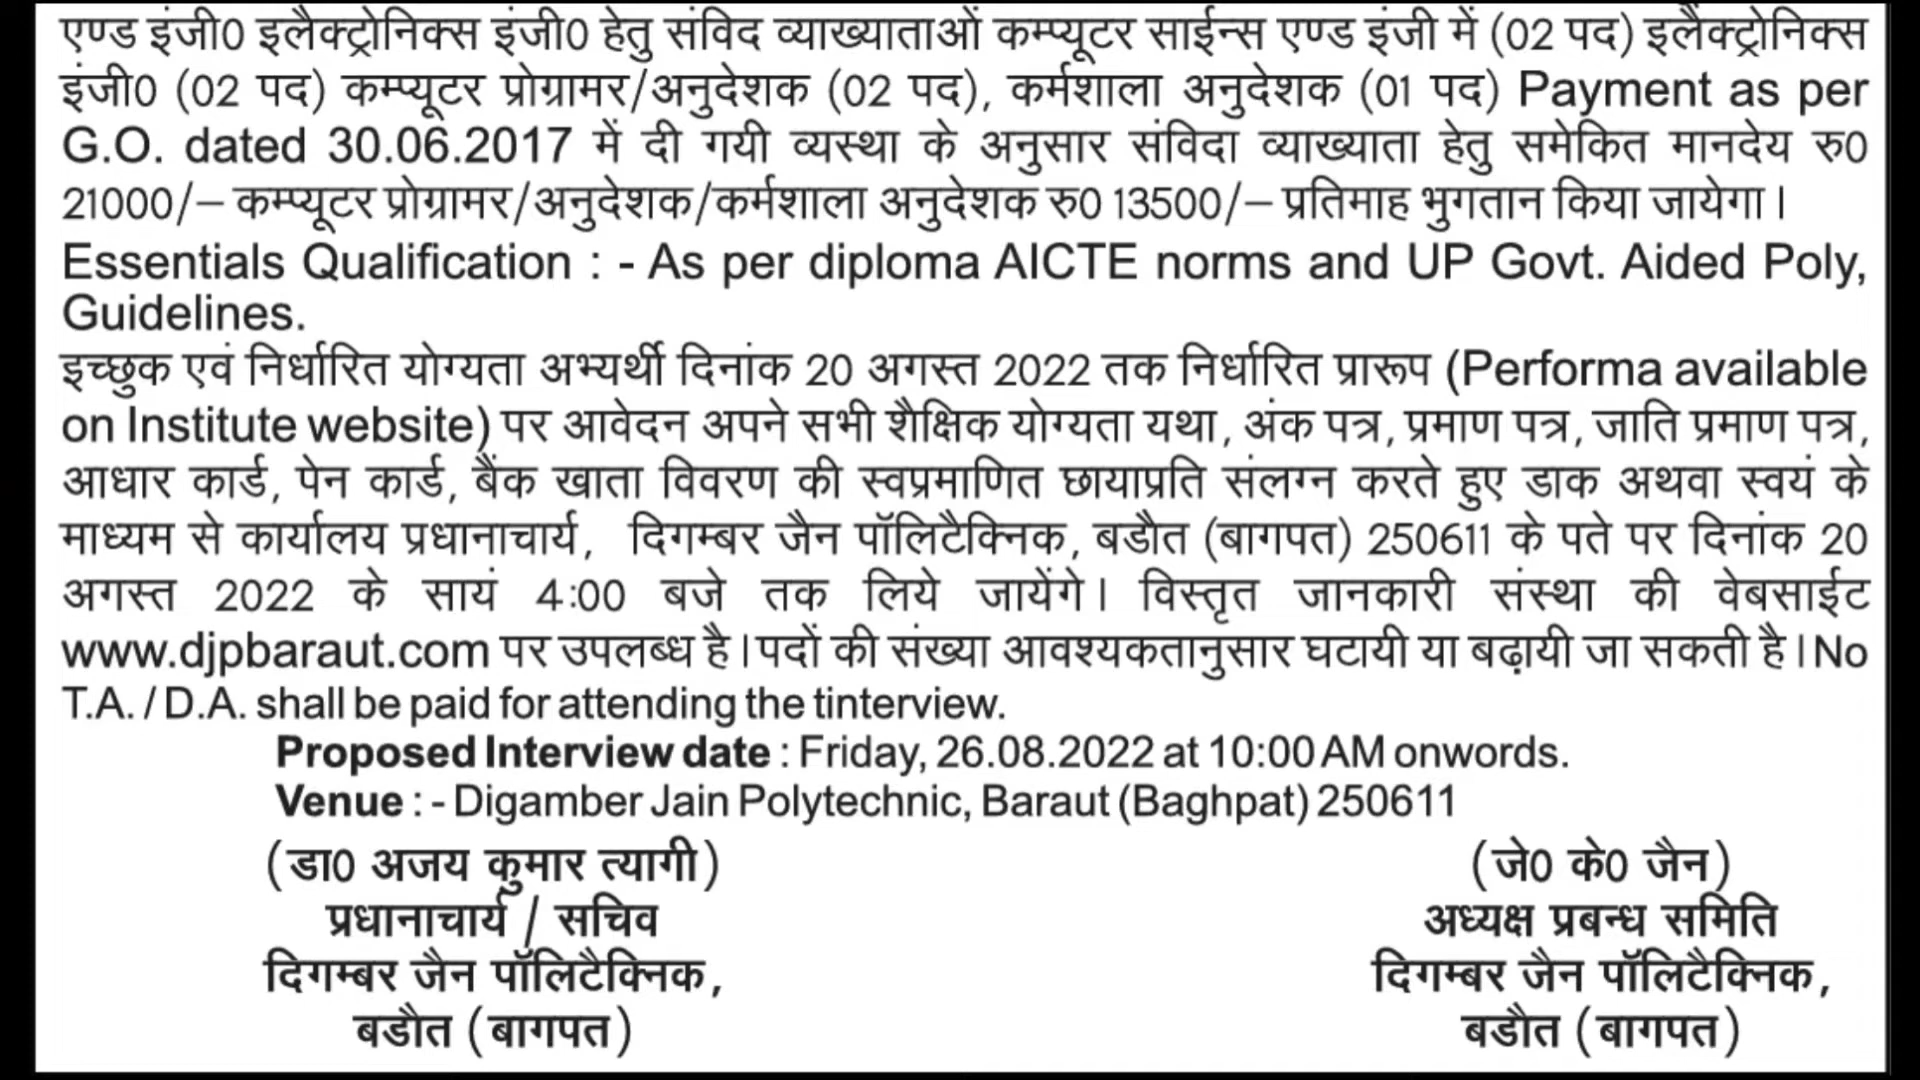 एण्ड इंजी0 इलैक्ट्रोनिक्स इंजी0 हेतु संविद व्याख्याताओं कम्प्यूटर साईन्स एण्ड इंजी में (02 पद) इलैक्ट्रोनिक्स
इंजी0 (02 पद) कम्प्यूटर प्रोग्रामर/अनुदेशक (02 पद), कर्मशाला अनुदेशक (01 पद) Payment as per
G.O. dated 30.06.2017 में दी गयी व्यस्था के अनुसार संविदा व्याख्याता हेतु समेकित मानदेय रु0
21000/– कम्प्यूटर प्रोग्रामर/अनुदेशक/कर्मशाला अनुदेशक रु0 13500/– प्रतिमाह भुगतान किया जायेगा।
Essentials Qualification : - As per diploma AICTE norms and UP Govt. Aided Poly,
Guidelines.
इच्छुक एवं निर्धारित योग्यता अभ्यर्थी दिनांक 20 अगस्त 2022 तक निर्धारित प्रारूप (Performa available
on Institute website) पर आवेदन अपने सभी शैक्षिक योग्यता यथा, अंक पत्र, प्रमाण पत्र, जाति प्रमाण पत्र,
आधार कार्ड, पेन कार्ड, बैंक खाता विवरण की स्वप्रमाणित छायाप्रति संलग्न करते हुए डाक अथवा स्वयं के
माध्यम से कार्यालय प्रधानाचार्य, दिगम्बर जैन पॉलिटैक्निक, बडौत (बागपत) 250611 के पते पर दिनांक 20
अगस्त 2022 के सायं 4:00 बजे तक लिये जायेंगे। विस्तृत जानकारी संस्था की वेबसाईट
www.djpbaraut.com पर उपलब्ध है। पदों की संख्या आवश्यकतानुसार घटायी या बढ़ायी जा सकती है। No
T.A. / D.A. shall be paid for attending the tinterview.
Proposed Interview date : Friday, 26.08.2022 at 10:00 AM onwords.
Venue : - Digamber Jain Polytechnic, Baraut (Baghpat) 250611
(डा0 अजय कुमार त्यागी) (जे0 के0 जैन)
प्रधानाचार्य / सचिव अध्यक्ष प्रबन्ध समिति
दिगम्बर जैन पॉलिटैक्निक, दिगम्बर जैन पॉलिटैक्निक,
बडौत (बागपत) बडौत (बागपत)